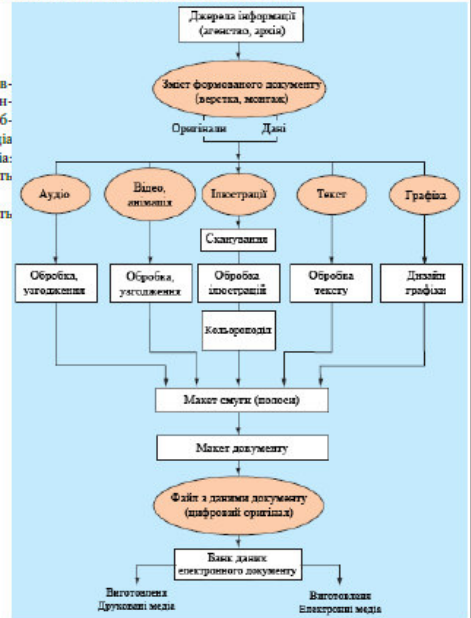 Джерела інформації
(агенство, архів)
Зміст формованого документу
(верстка, монтаж)
Оригінали Дані
Аудіо
Відео,
анімація
Ілюстрації
Текст
Графіка
Сканування
Обробка,
узгодження
Обробка,
узгодження
Обробка
ілюстрацій
Обробка
тексту
Дизайн
графіки
Кольороподіл
Макет смуги (полоси)
Макет документу
Файл з даними документу
(цифровий оригінал)
Банк даних
електронного документу
Виготовленя
Друковані медіа
Виготовленя
Електронні медіа